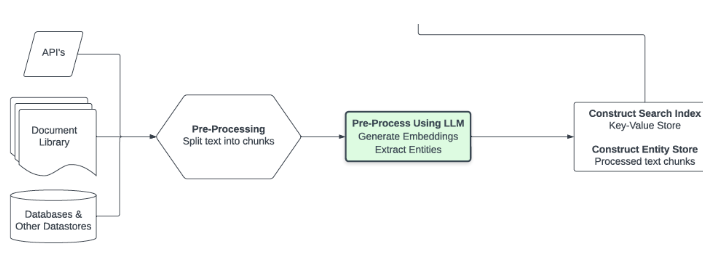 API's
Document
Library
Databases &
Other Datastores
Pre-Processing
Split text into chunks
Pre-Process Using LLM
Generate Embeddings
Extract Entities
Construct Search Index
Key-Value Store
Construct Entity Store
Processed text chunks